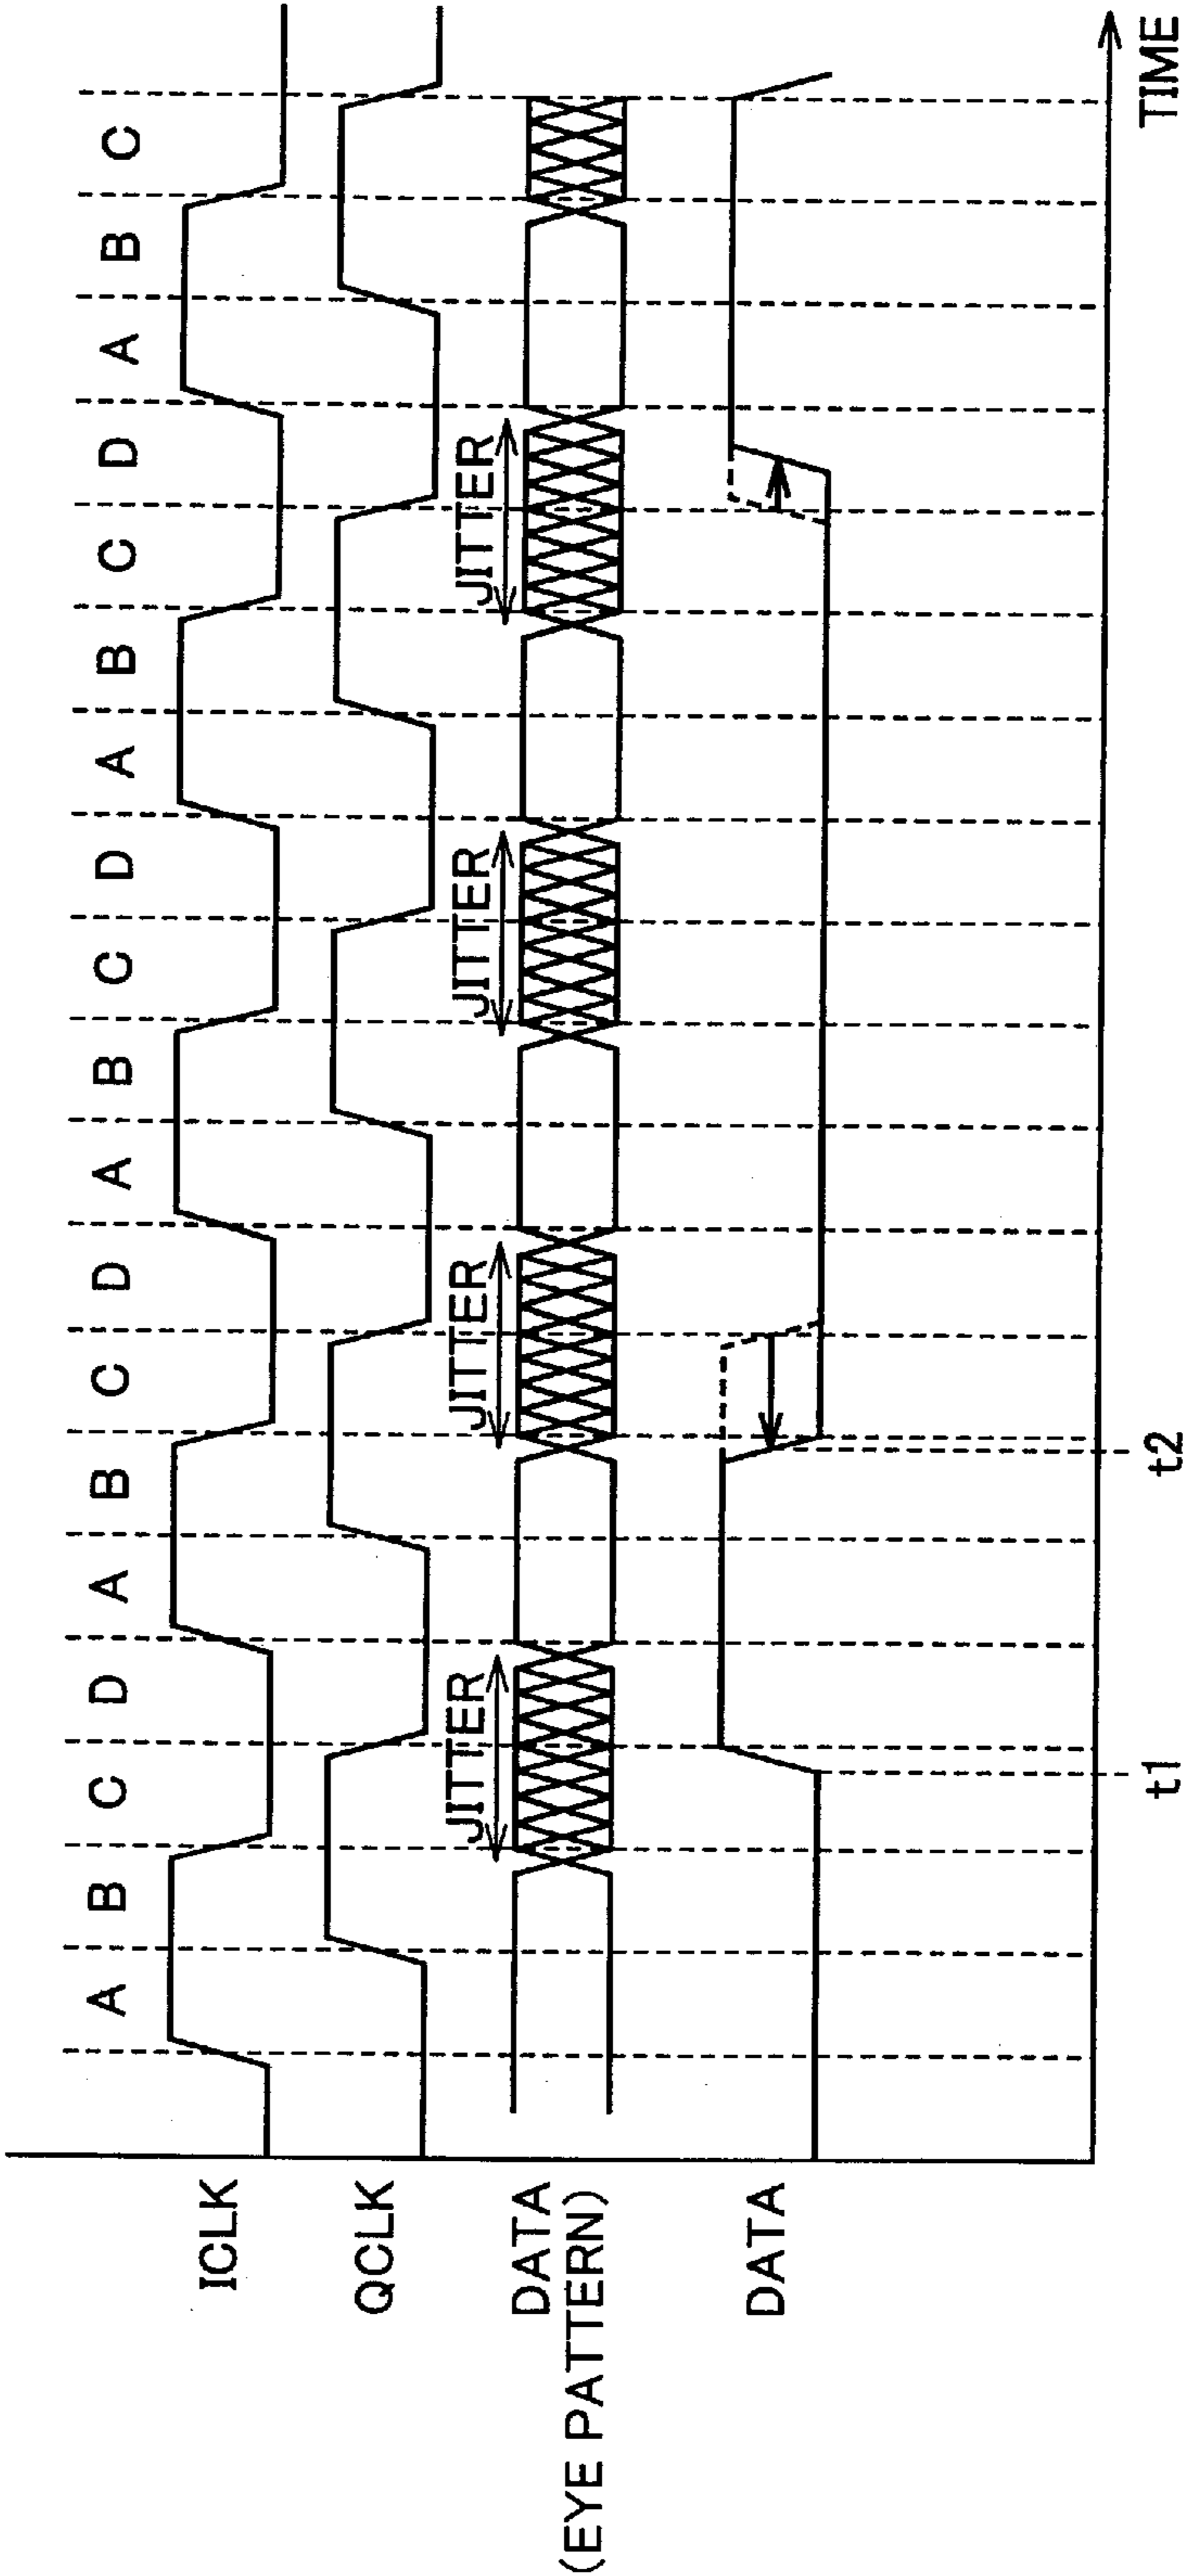 A B C D A B C D A B C D A B C D A B C
ICLK
QCLK
JITTER JITTER JITTER JITTER
DATA
(EYE PATTERN)
DATA
t1 t2
TIME